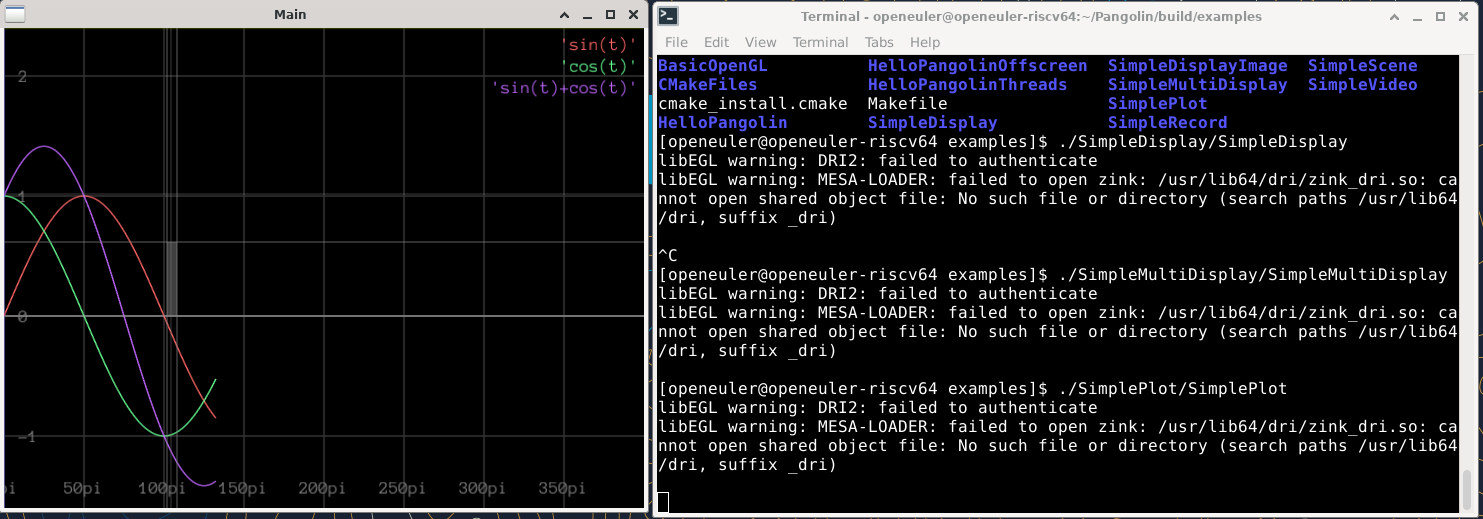 Main
'sin(t)'
'cos(t)'
'sin(t)+cos(t)'
2
1
0
-1
pi 50pi 100pi 150pi 200pi 250pi 300pi 350pi
Terminal - openeuler@openeuler-riscv64:~/Pangolin/build/examples
File Edit View Terminal Tabs Help
BasicOpenGL HelloPangolinOffscreen SimpleDisplayImage SimpleScene
CMakeFiles HelloPangolinThreads SimpleMultiDisplay SimpleVideo
cmake_install.cmake Makefile SimplePlot
HelloPangolin SimpleDisplay SimpleRecord
[openeuler@openeuler-riscv64 examples]$ ./SimpleDisplay/SimpleDisplay
libEGL warning: DRI2: failed to authenticate
libEGL warning: MESA-LOADER: failed to open zink: /usr/lib64/dri/zink_dri.so: ca
nnot open shared object file: No such file or directory (search paths /usr/lib64
/dri, suffix _dri)
^C
[openeuler@openeuler-riscv64 examples]$ ./SimpleMultiDisplay/SimpleMultiDisplay
libEGL warning: DRI2: failed to authenticate
libEGL warning: MESA-LOADER: failed to open zink: /usr/lib64/dri/zink_dri.so: ca
nnot open shared object file: No such file or directory (search paths /usr/lib64
/dri, suffix _dri)
[openeuler@openeuler-riscv64 examples]$ ./SimplePlot/SimplePlot
libEGL warning: DRI2: failed to authenticate
libEGL warning: MESA-LOADER: failed to open zink: /usr/lib64/dri/zink_dri.so: ca
nnot open shared object file: No such file or directory (search paths /usr/lib64
/dri, suffix _dri)